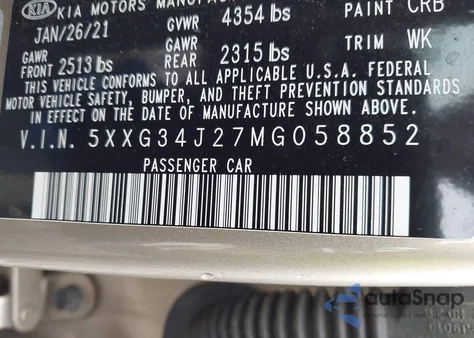 KIA KIA MOTORS MANUFAC
JAN/26/21 GVWR 4354 lbs PAINT CRB
GAWR FRONT 2513 lbs GAWR REAR 2315 lbs TRIM WK
THIS VEHICLE CONFORMS TO ALL APPLICABLE U.S.A. FEDERAL
MOTOR VEHICLE SAFETY, BUMPER, AND THEFT PREVENTION STANDARDS
IN EFFECT ON THE DATE OF MANUFACTURE SHOWN ABOVE.
V.I.N. 5XXG34J27MG058852
PASSENGER CAR
autoSnap